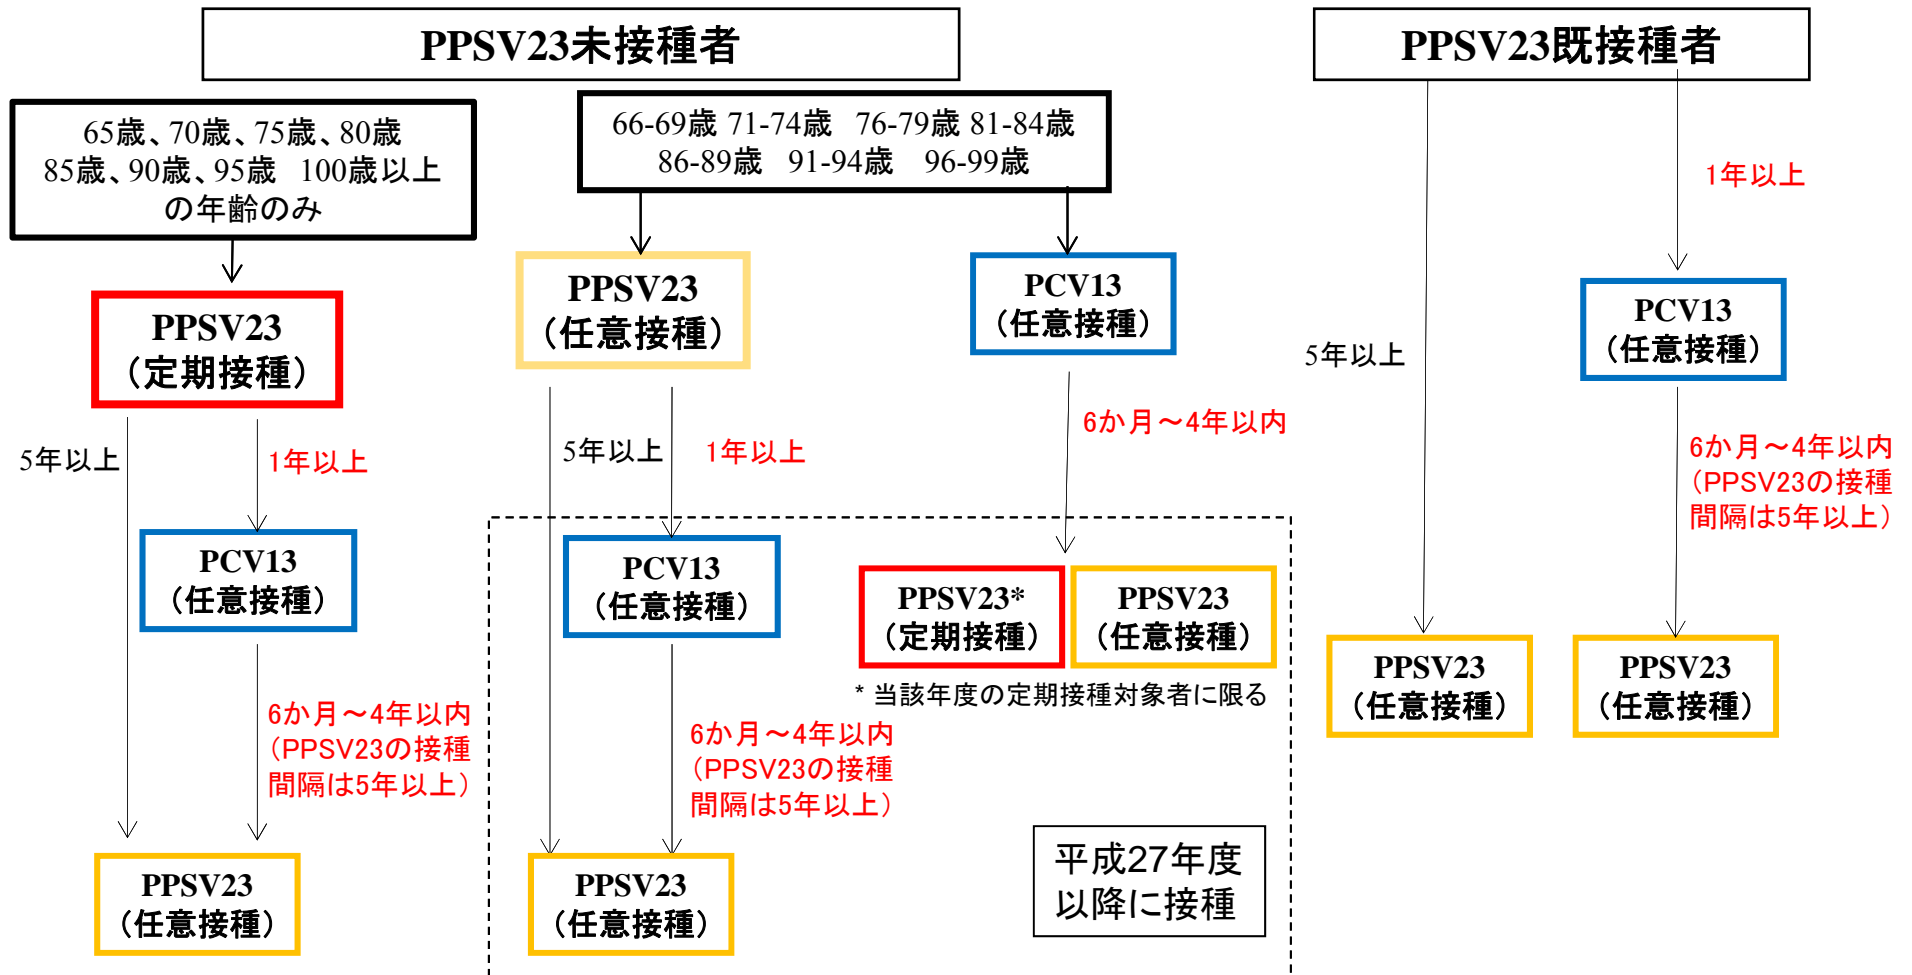 PPSV23未接種者
65歳、70歳、75歳、80歳
85歳、90歳、95歳 100歳以上
の年齢のみ
PPSV23
（定期接種）
5年以上
1年以上
PCV13
（任意接種）
6か月～4年以内
（PPSV23の接種
間隔は5年以上）
PPSV23
（任意接種）
66-69歳 71-74歳 76-79歳 81-84歳
86-89歳 91-94歳 96-99歳
PPSV23
（任意接種）
5年以上
1年以上
PCV13
（任意接種）
6か月～4年以内
（PPSV23の接種
間隔は5年以上）
PPSV23
（任意接種）
PCV13
（任意接種）
6か月～4年以内
PPSV23*
（定期接種）
PPSV23
（任意接種）
* 当該年度の定期接種対象者に限る
平成27年度
以降に接種
PPSV23既接種者
5年以上
PPSV23
（任意接種）
1年以上
PCV13
（任意接種）
6か月～4年以内
（PPSV23の接種
間隔は5年以上）
PPSV23
（任意接種）